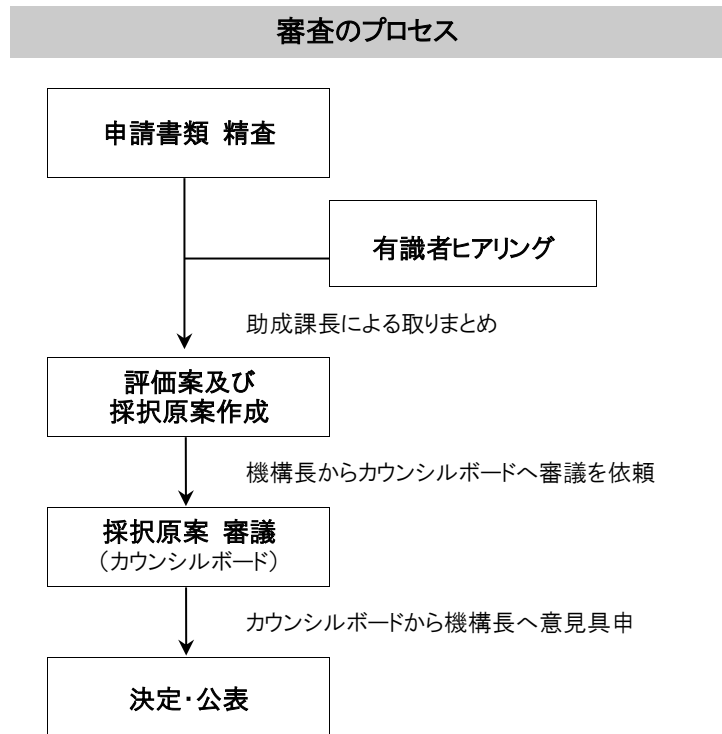 審査のプロセス
申請書類 精査
有識者ヒアリング
助成課長による取りまとめ
評価案及び
採択原案作成
機構長からカウンシルボードへ審議を依頼
採択原案 審議
（カウンシルボード）
カウンシルボードから機構長へ意見具申
決定・公表